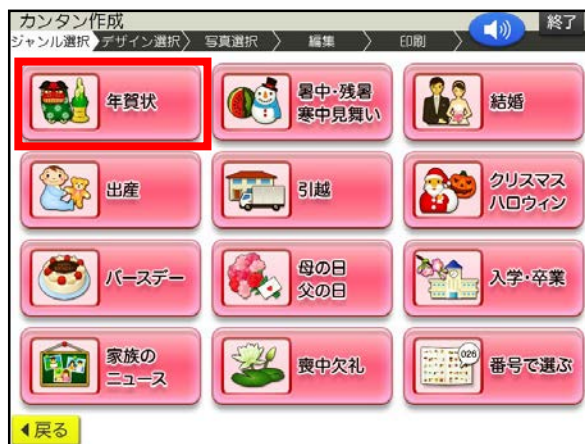 カンタン作成
終了
ジャンル選択
デザイン選択
写真選択
編集
印刷
年賀状
暑中・残暑
寒中見舞い
結婚
出産
引越
クリスマス
ハロウィン
バースデー
母の日
父の日
入学・卒業
家族の
ニュース
喪中欠礼
026
番号で選ぶ
戻る